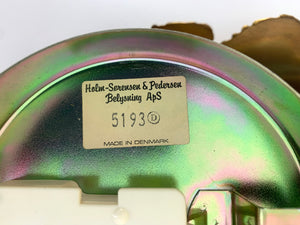 Holm-Sørensen & Pedersen
Belysning ApS
5193 D
MADE IN DENMARK